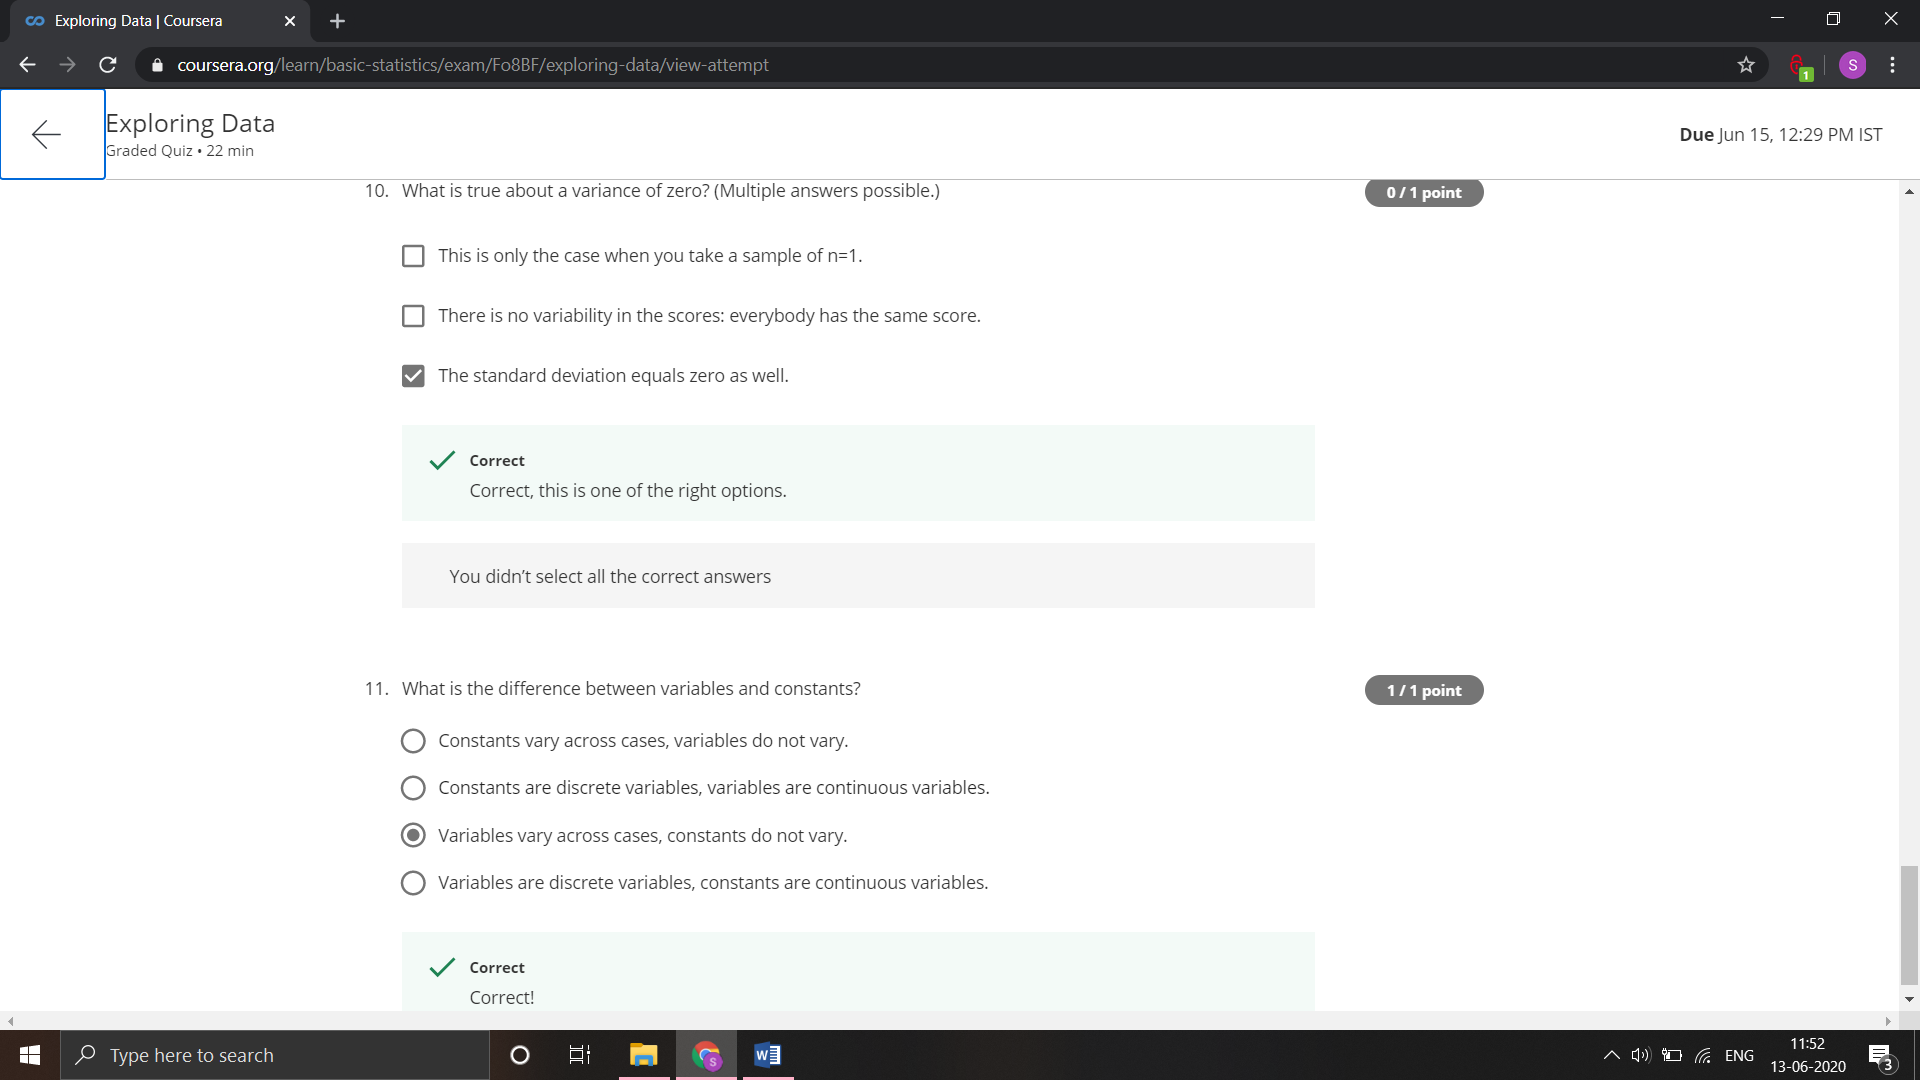 Exploring Data | Coursera
coursera.org/learn/basic-statistics/exam/Fo8BF/exploring-data/view-attempt
1
S
Exploring Data
Graded Quiz • 22 min
Due Jun 15, 12:29 PM IST
10. What is true about a variance of zero? (Multiple answers possible.)
0 / 1 point
This is only the case when you take a sample of n=1.
There is no variability in the scores: everybody has the same score.
The standard deviation equals zero as well.
Correct
Correct, this is one of the right options.
You didn’t select all the correct answers
11. What is the difference between variables and constants?
1 / 1 point
Constants vary across cases, variables do not vary.
Constants are discrete variables, variables are continuous variables.
Variables vary across cases, constants do not vary.
Variables are discrete variables, constants are continuous variables.
Correct
Correct!
Type here to search
S
W
ENG
11:52
13-06-2020
3